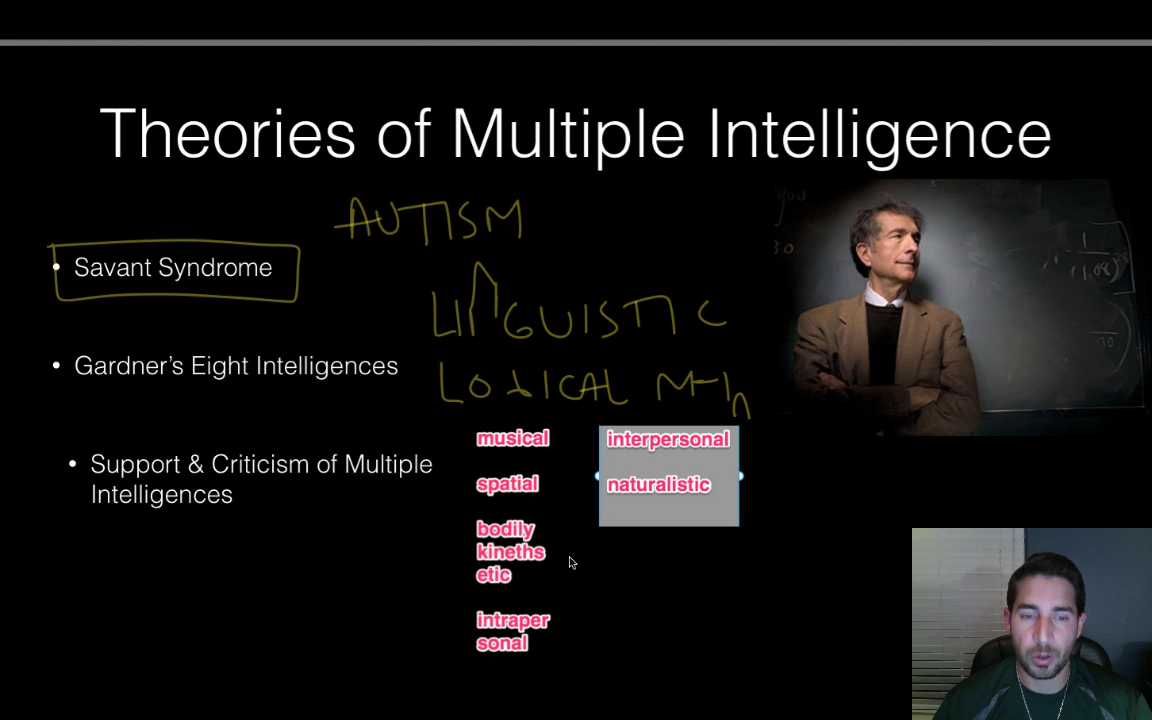 Theories of Multiple Intelligence
AUTISM
• Savant Syndrome
LINGUISTIC
• Gardner's Eight Intelligences
LOGICAL
musical
interpersonal
• Support & Criticism of Multiple
Intelligences
spatial
naturalistic
bodily
kineths
etic
intraper
sonal